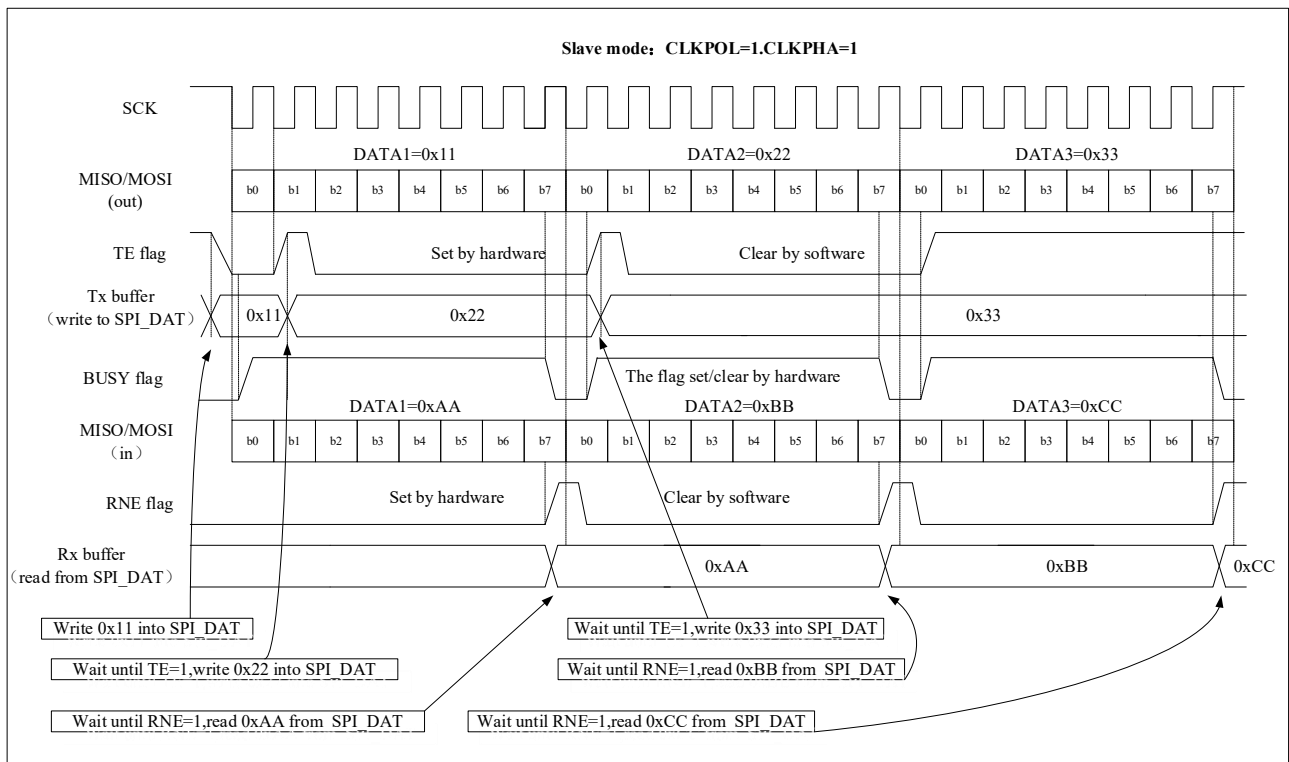 Slave mode：CLKPOL=1.CLKPHA=1
SCK
DATA1=0x11 DATA2=0x22 DATA3=0x33
MISO/MOSI
(out)
b0 b1 b2 b3 b4 b5 b6 b7 b0 b1 b2 b3 b4 b5 b6 b7 b0 b1 b2 b3 b4 b5 b6 b7
TE flag Set by hardware Clear by software
Tx buffer
（write to SPI_DAT） 0x11 0x22 0x33
BUSY flag The flag set/clear by hardware
DATA1=0xAA DATA2=0xBB DATA3=0xCC
MISO/MOSI
（in）
b0 b1 b2 b3 b4 b5 b6 b7 b0 b1 b2 b3 b4 b5 b6 b7 b0 b1 b2 b3 b4 b5 b6 b7
RNE flag Set by hardware Clear by software
Rx buffer
（read from SPI_DAT） 0xAA 0xBB 0xCC
Write 0x11 into SPI_DAT Wait until TE=1,write 0x33 into SPI_DAT
Wait until TE=1,write 0x22 into SPI_DAT Wait until RNE=1,read 0xBB from SPI_DAT
Wait until RNE=1,read 0xAA from SPI_DAT Wait until RNE=1,read 0xCC from SPI_DAT